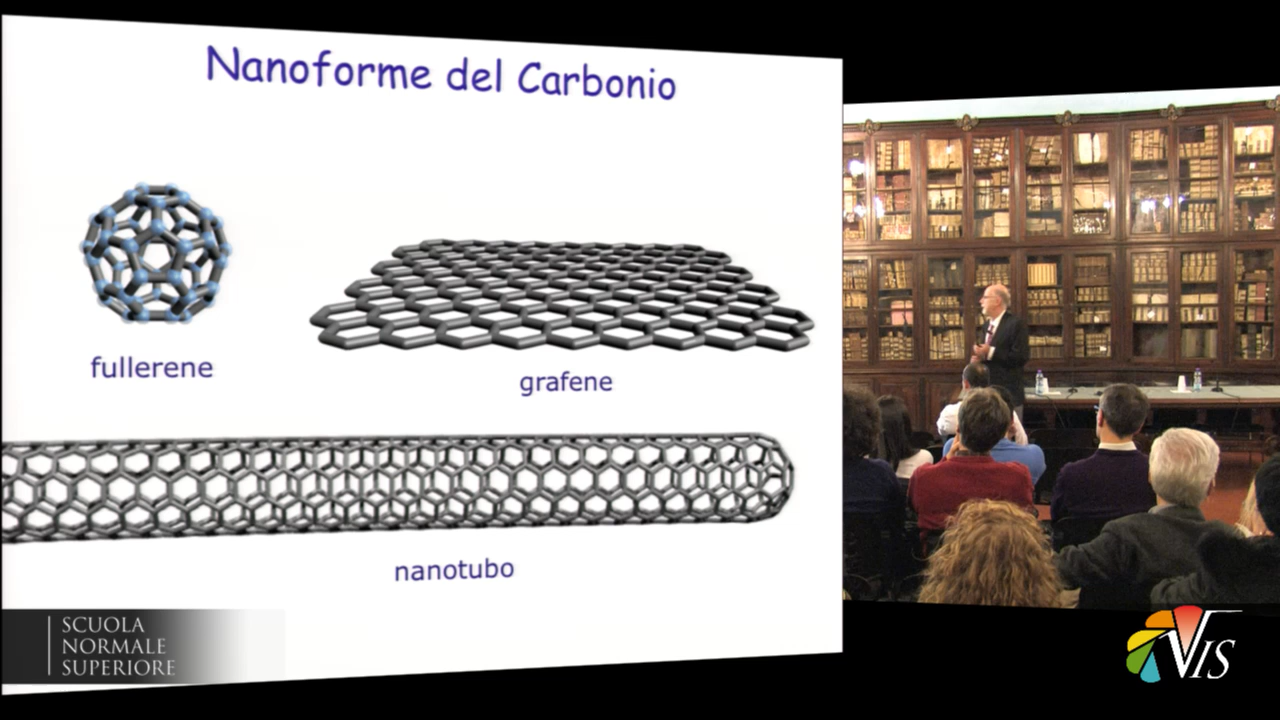 Nanoforme del Carbonio
fullerene
grafene
nanotubo
SCUOLA
NORMALE
SUPERIORE
VIS